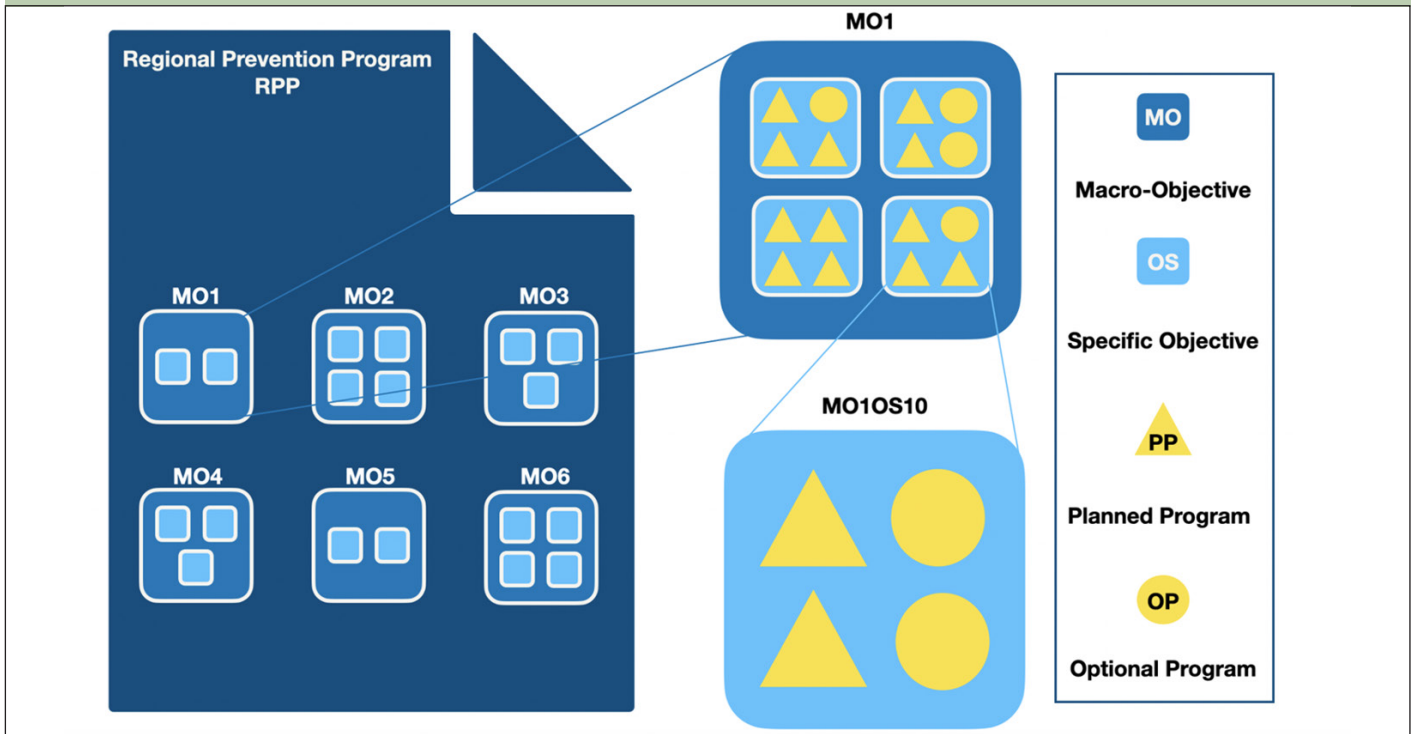 Regional Prevention Program
RPP
MO1
MO2
MO3
MO4
MO5
MO6
MO1
MO1OS10
MO
Macro-Objective
OS
Specific Objective
PP
Planned Program
OP
Optional Program